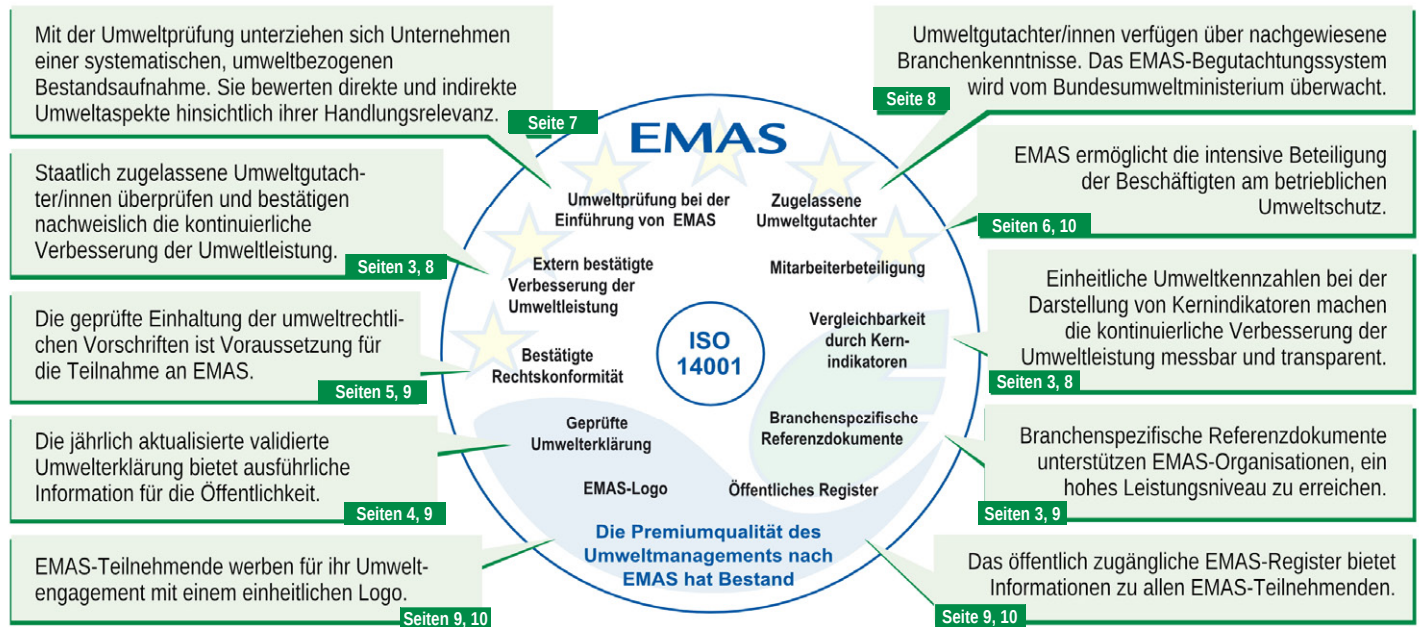 Mit der Umweltprüfung unterziehen sich Unternehmen
einer systematischen, umweltbezogenen
Bestandsaufnahme. Sie bewerten direkte und indirekte
Umweltaspekte hinsichtlich ihrer Handlungsrelevanz.
Seite 7
Staatlich zugelassene Umweltgutach-
ter/innen überprüfen und bestätigen
nachweislich die kontinuierliche
Verbesserung der Umweltleistung.
Seiten 3, 8
Die geprüfte Einhaltung der umweltrechtli-
chen Vorschriften ist Voraussetzung für
die Teilnahme an EMAS.
Seiten 5, 9
Die jährlich aktualisierte validierte
Umwelterklärung bietet ausführliche
Information für die Öffentlichkeit.
Seiten 4, 9
EMAS-Teilnehmende werben für ihr Umwelt-
engagement mit einem einheitlichen Logo.
Seiten 9, 10
EMAS
Umweltprüfung bei der
Einführung von EMAS
Zugelassene
Umweltgutachter
Extern bestätigte
Verbesserung der
Umweltleistung
Mitarbeiterbeteiligung
Bestätigte
Rechtskonformität
ISO
14001
Vergleichbarkeit
durch Kern-
indikatoren
Geprüfte
Umwelterklärung
Branchenspezifische
Referenzdokumente
EMAS-Logo
Öffentliches Register
Die Premiumqualität des
Umweltmanagements nach
EMAS hat Bestand
Umweltgutachter/innen verfügen über nachgewiesene
Branchenkenntnisse. Das EMAS-Begutachtungssystem
wird vom Bundesumweltministerium überwacht.
Seite 8
EMAS ermöglicht die intensive Beteiligung
der Beschäftigten am betrieblichen
Umweltschutz.
Seiten 6, 10
Einheitliche Umweltkennzahlen bei der
Darstellung von Kernindikatoren machen
die kontinuierliche Verbesserung der
Umweltleistung messbar und transparent.
Seiten 3, 8
Branchenspezifische Referenzdokumente
unterstützen EMAS-Organisationen, ein
hohes Leistungsniveau zu erreichen.
Seiten 3, 9
Das öffentlich zugängliche EMAS-Register bietet
Informationen zu allen EMAS-Teilnehmenden.
Seite 9, 10